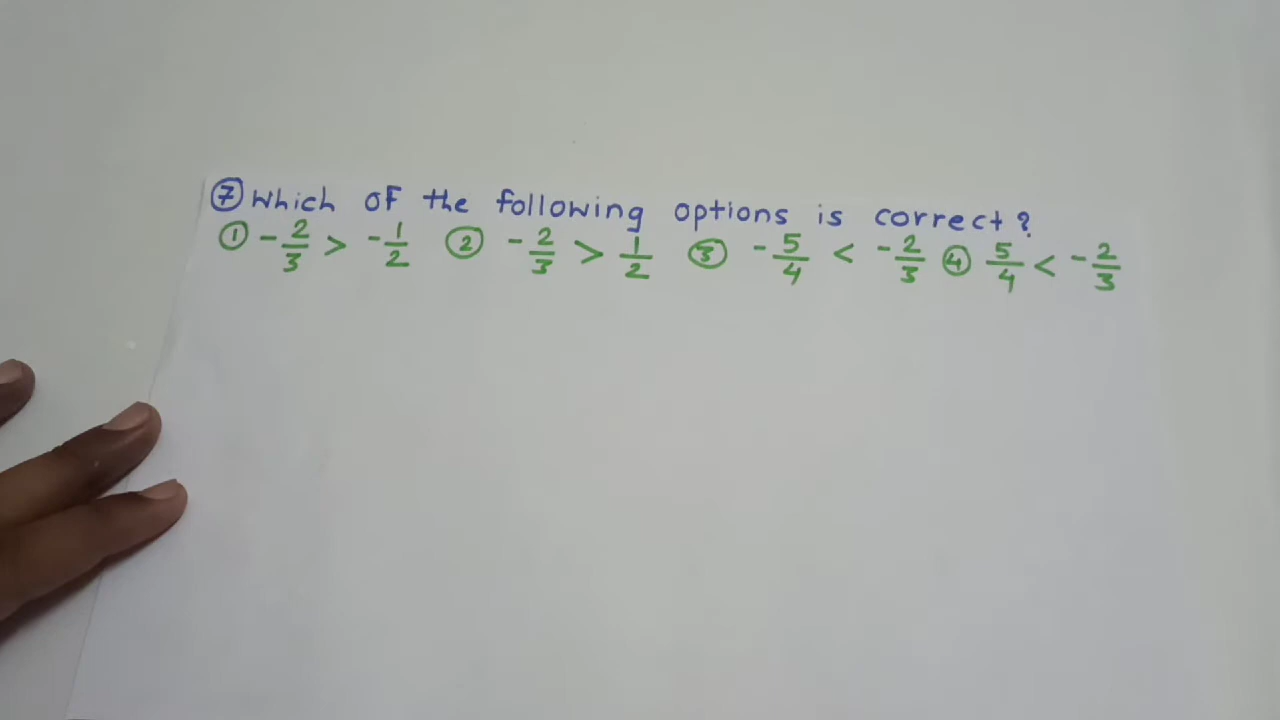 ⑦ Which of the following options is correct?
① -2/3 > -1/2 ② -2/3 > 1/2 ③ -5/4 < -2/3 ④ 5/4 < -2/3